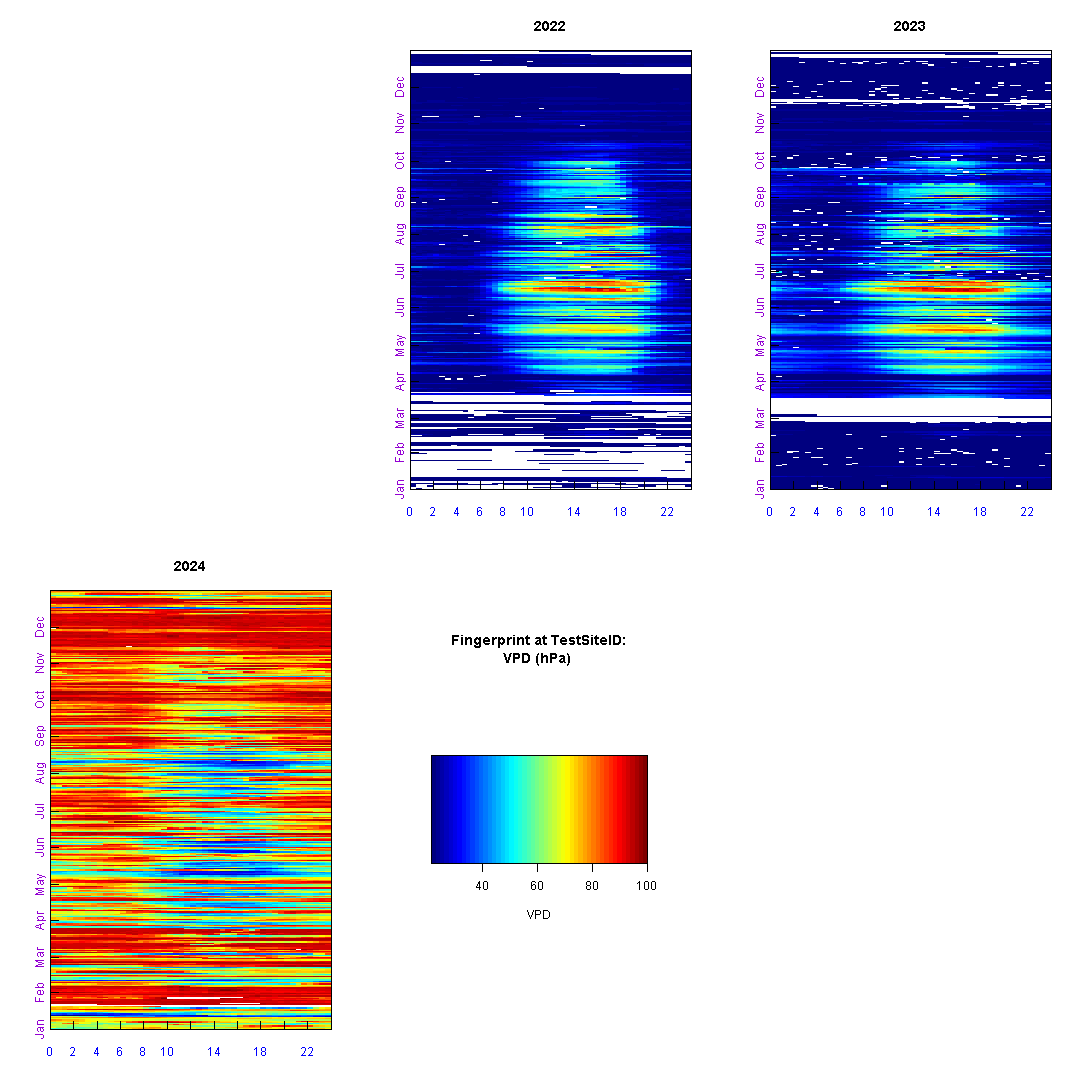 2022
Dec
Nov
Oct
Sep
Aug
Jul
Jun
May
Apr
Mar
Feb
Jan
0 2 4 6 8 10 14 18 22
2023
Dec
Nov
Oct
Sep
Aug
Jul
Jun
May
Apr
Mar
Feb
Jan
0 2 4 6 8 10 14 18 22
2024
Dec
Nov
Oct
Sep
Aug
Jul
Jun
May
Apr
Mar
Feb
Jan
0 2 4 6 8 10 14 18 22
Fingerprint at TestSiteID:
VPD (hPa)
40 60 80 100
VPD